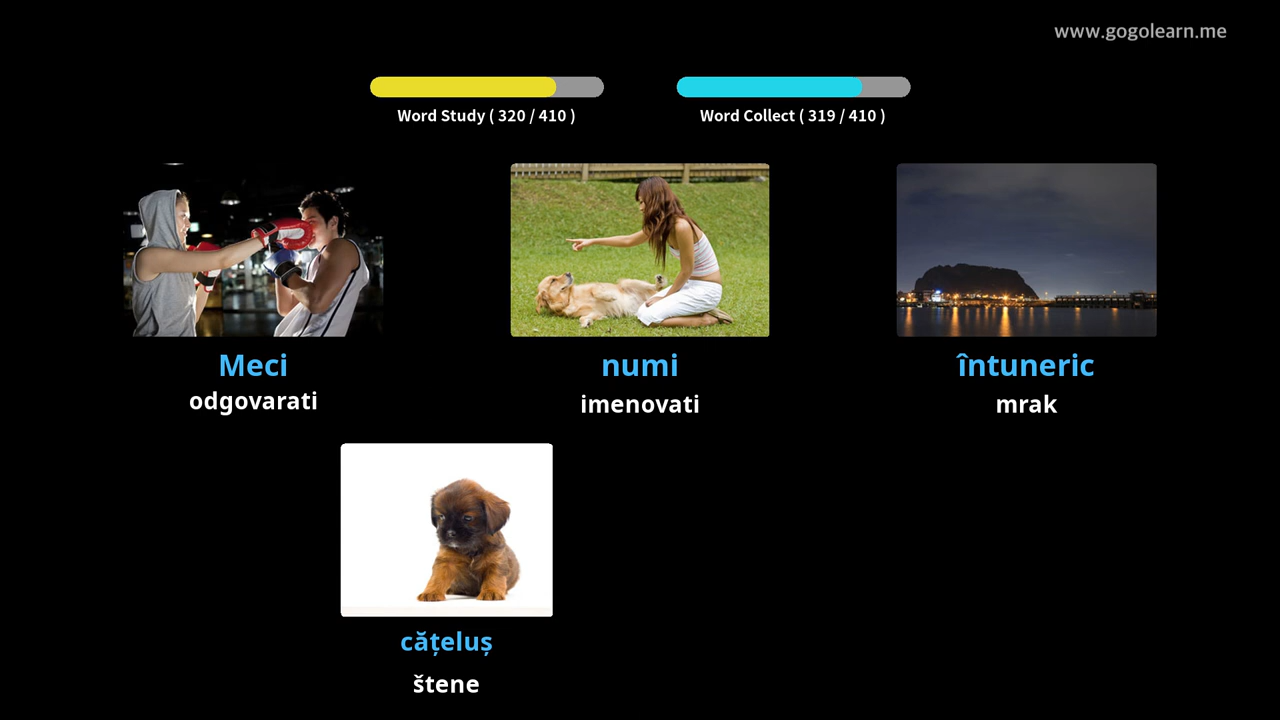 www.gogolearn.me
Word Study ( 320 / 410 )
Word Collect ( 319 / 410 )
Meci
odgovarati
numi
imenovati
întuneric
mrak
cățeluș
štene